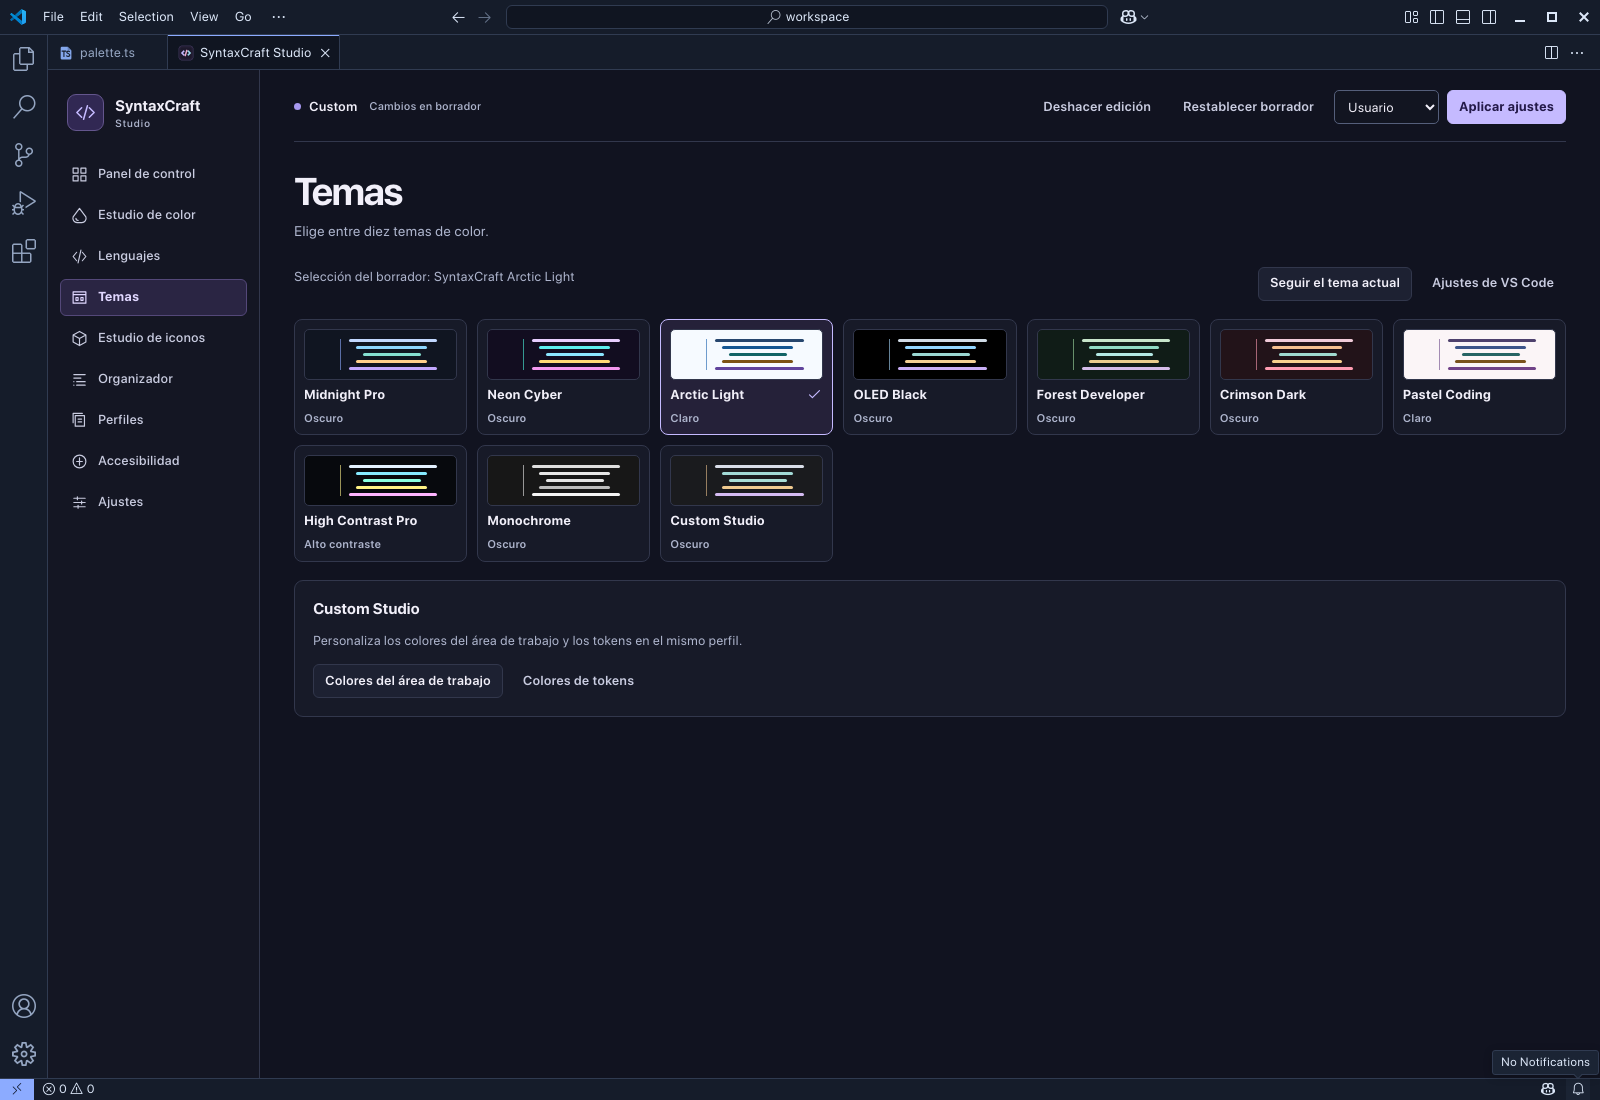 File Edit Selection View Go
workspace
palette.ts
SyntaxCraft Studio
SyntaxCraft
Studio
Panel de control
Estudio de color
Lenguajes
Temas
Estudio de iconos
Organizador
Perfiles
Accesibilidad
Ajustes
Custom Cambios en borrador
Deshacer edición
Restablecer borrador
Usuario
Aplicar ajustes
Temas
Elige entre diez temas de color.
Selección del borrador: SyntaxCraft Arctic Light
Seguir el tema actual
Ajustes de VS Code
Midnight Pro
Oscuro
Neon Cyber
Oscuro
Arctic Light
Claro
OLED Black
Oscuro
Forest Developer
Oscuro
Crimson Dark
Oscuro
Pastel Coding
Claro
High Contrast Pro
Alto contraste
Monochrome
Oscuro
Custom Studio
Oscuro
Custom Studio
Personaliza los colores del área de trabajo y los tokens en el mismo perfil.
Colores del área de trabajo
Colores de tokens
No Notifications
0 0